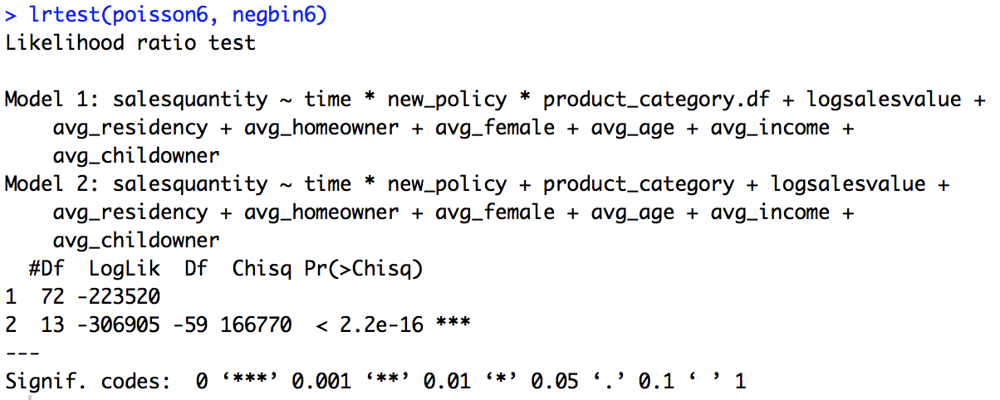 > lrtest(poisson6, negbin6)
Likelihood ratio test

Model 1: salesquantity ~ time * new_policy * product_category.df + logsalesvalue +
    avg_residency + avg_homeowner + avg_female + avg_age + avg_income +
    avg_childowner
Model 2: salesquantity ~ time * new_policy + product_category + logsalesvalue +
    avg_residency + avg_homeowner + avg_female + avg_age + avg_income +
    avg_childowner
  #Df  LogLik  Df  Chisq Pr(>Chisq)
1  72 -223520
2  13 -306905 -59 166770  < 2.2e-16 ***
---
Signif. codes:  0 ‘***’ 0.001 ‘**’ 0.01 ‘*’ 0.05 ‘.’ 0.1 ‘ ’ 1